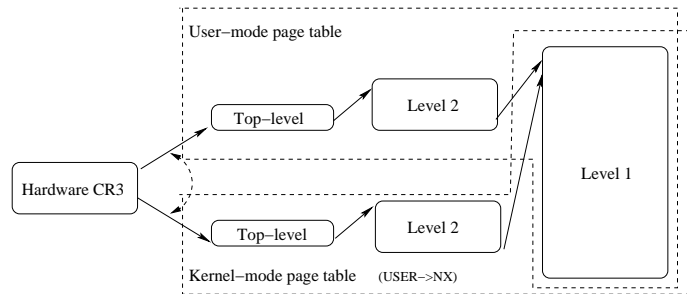 User−mode page table
Top−level
Level 2
Level 1
Hardware CR3
Top−level
Level 2
Kernel−mode page table (USER−>NX)